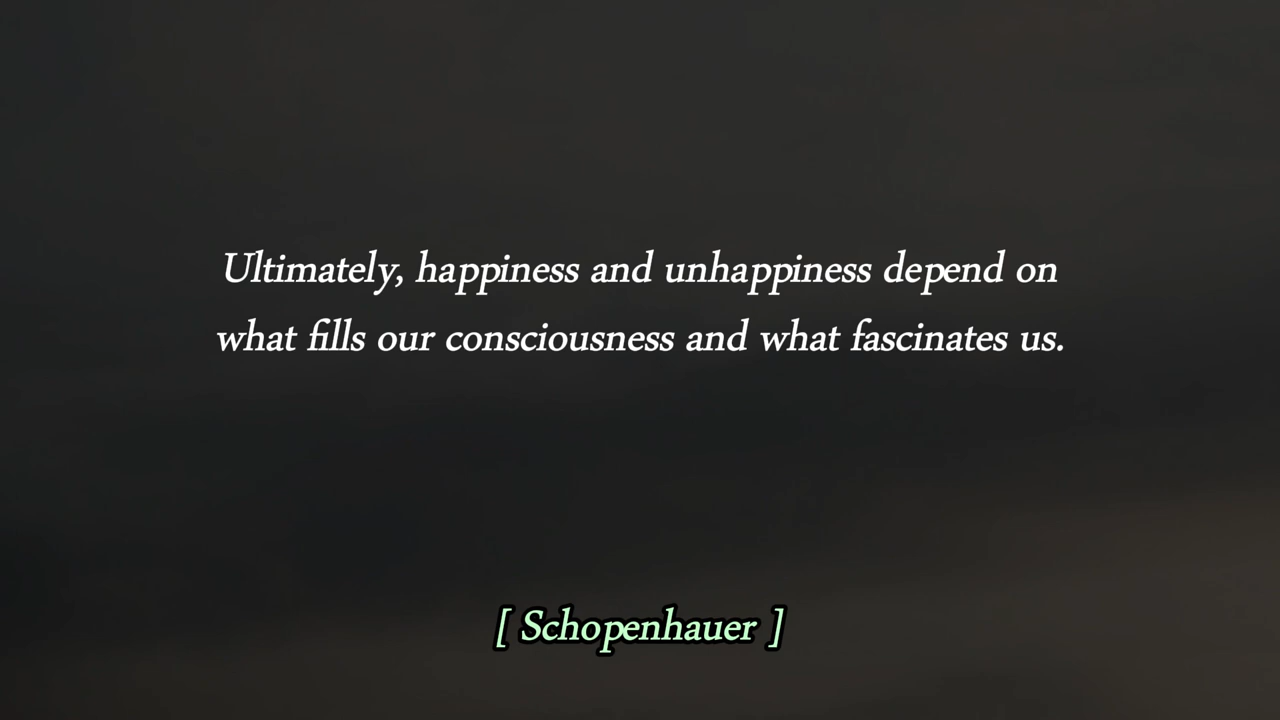 Ultimately, happiness and unhappiness depend on
what fills our consciousness and what fascinates us.
[ Schopenhauer ]